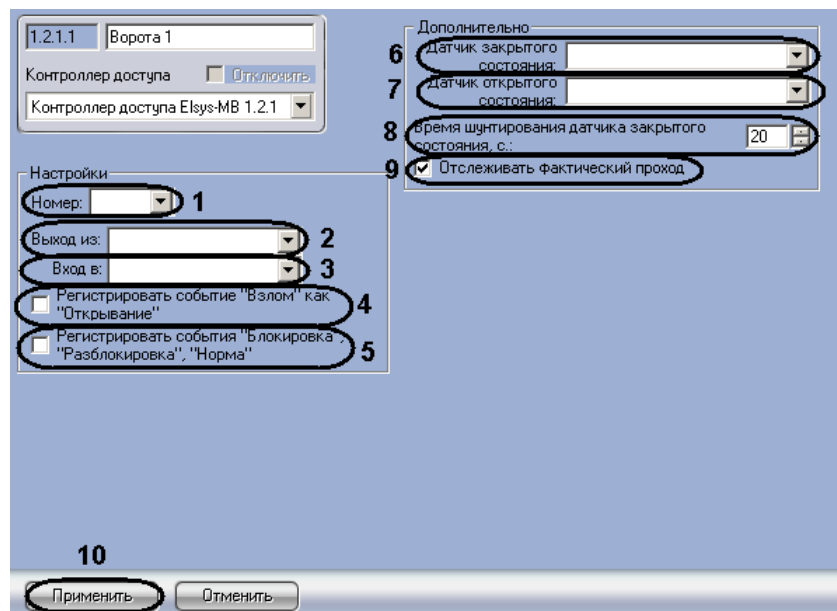 1.2.1.1 Ворота 1
Контроллер доступа Отключить
Контроллер доступа Elsys-MB 1.2.1
Настройки
Номер: 1
Выход из: 2
Вход в: 3
Регистрировать событие "Взлом" как
"Открывание" 4
Регистрировать события "Блокировка",
"Разблокировка", "Норма" 5
Дополнительно
6 Датчик закрытого
состояния:
7 Датчик открытого
состояния:
8 Время шунтирования датчика закрытого
состояния, с.: 20
9 Отслеживать фактический проход
10
Применить Отменить